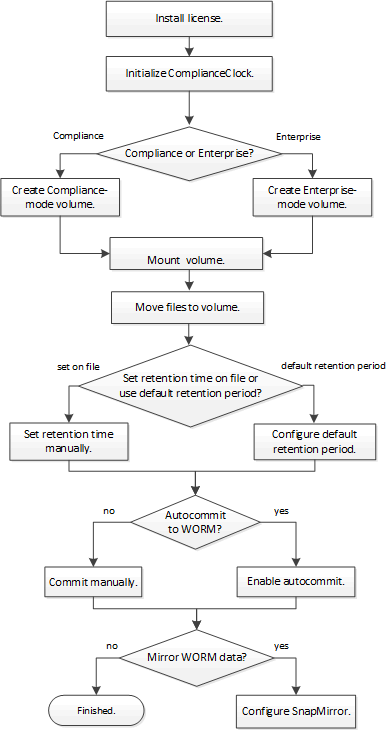 Install license.
Initialize ComplianceClock.
Compliance
Enterprise
Compliance or Enterprise?
Create Compliance-
mode volume.
Create Enterprise-
mode volume.
Mount volume.
Move files to volume.
set on file
default retention period
Set retention time on file or
use default retention period?
Set retention time
manually.
Configure default
retention period.
no
yes
Autocommit
to WORM?
Commit manually.
Enable autocommit.
no
yes
Mirror WORM data?
Finished.
Configure SnapMirror.